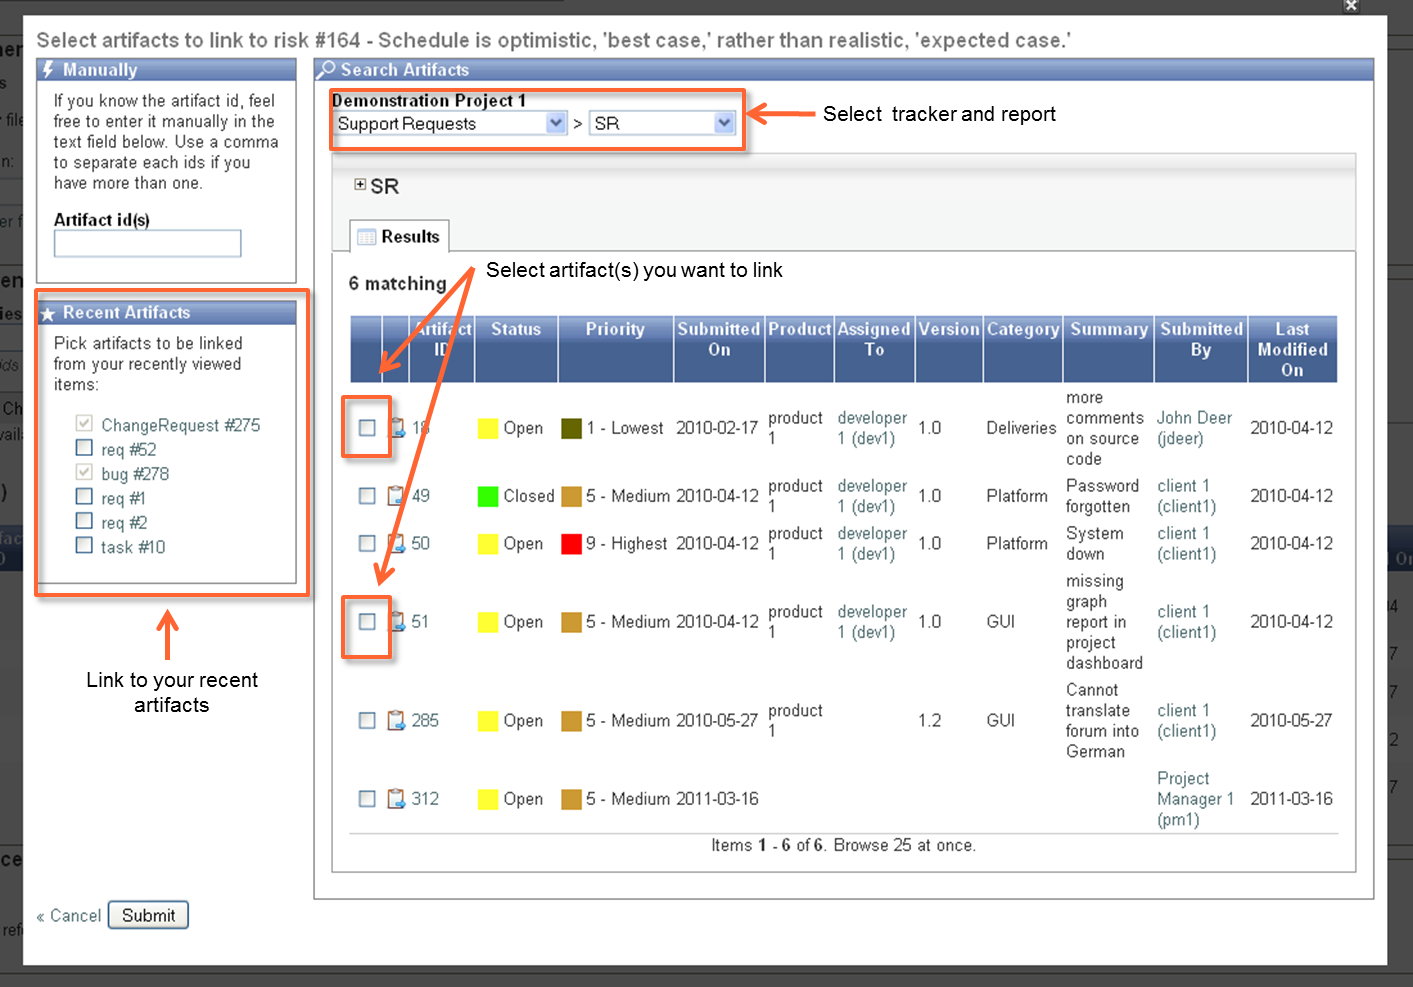 Select artifacts to link to risk #164 - Schedule is optimistic, 'best case,' rather than realistic, 'expected case.'
Manually
If you know the artifact id, feel
free to enter it manually in the
text field below. Use a comma
to separate each ids if you
have more than one.
Artifact id(s)
Recent Artifacts
Pick artifacts to be linked
from your recently viewed
items:
ChangeRequest #275
req #52
bug #278
req #1
req #2
task #10
Link to your recent
artifacts
« Cancel Submit
Search Artifacts
Demonstration Project 1
Support Requests > SR
Select tracker and report
SR
Results
Select artifact(s) you want to link
6 matching
Artifact ID Status Priority Submitted On Product Assigned To Version Category Summary Submitted By Last Modified On
18 Open 1 - Lowest 2010-02-17 product 1 developer 1 (dev1) 1.0 Deliveries more comments on source code John Deer (jdeer) 2010-04-12
49 Closed 5 - Medium 2010-04-12 product 1 developer 1 (dev1) 1.0 Platform Password forgotten client 1 (client1) 2010-04-12
50 Open 9 - Highest 2010-04-12 product 1 developer 1 (dev1) 1.0 Platform System down client 1 (client1) 2010-04-12
51 Open 5 - Medium 2010-04-12 product 1 developer 1 (dev1) 1.0 GUI missing graph report in project dashboard client 1 (client1) 2010-04-12
285 Open 5 - Medium 2010-05-27 product 1 1.2 GUI Cannot translate forum into German client 1 (client1) 2010-05-27
312 Open 5 - Medium 2011-03-16 Project Manager 1 (pm1) 2011-03-16
Items 1 - 6 of 6. Browse 25 at once.